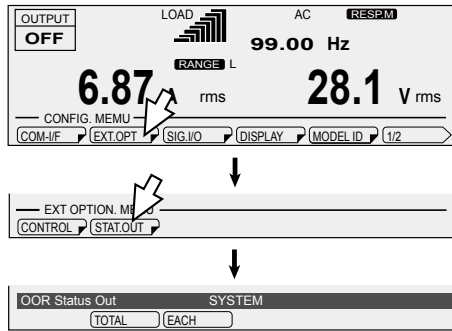 OUTPUT OFF LOAD AC RESP.M
99.00 Hz
RANGE L
6.87 rms 28.1 V rms
CONFIG. MEMU
COM-I/F EXT.OPT SIG.I/O DISPLAY MODEL ID 1/2
EXT OPTION. MENU
CONTROL STAT.OUT
OOR Status Out SYSTEM
TOTAL EACH